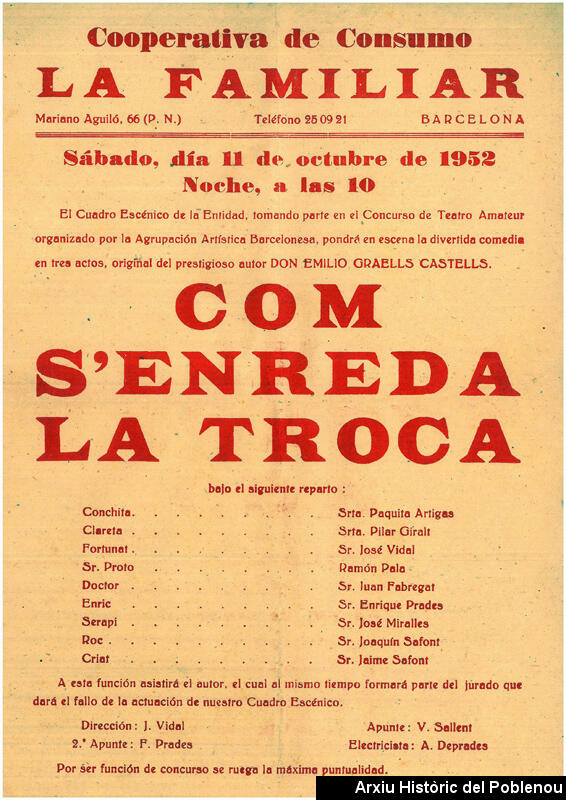 Cooperativa de Consumo
LA FAMILIAR
Mariano Aguiló, 66 (P. N.) Teléfono 25 09 21 BARCELONA
Sábado, día 11 de octubre de 1952
Noche, a las 10
El Cuadro Escénico de la Entidad, tomando parte en el Concurso de Teatro Amateur
organizado por la Agrupación Artística Barcelonesa, pondrá en escena la divertida comedia
en tres actos, original del prestigioso autor DON EMILIO GRAELLS CASTELLS.
COM
S'ENREDA
LA TROCA
bajo el siguiente reparto :
Conchita. . . . . . . . . . Srta. Paquita Artigas
Clareta . . . . . . . . . . Srta. Pilar Giralt
Fortunat . . . . . . . . . . Sr. José Vidal
Sr. Proto . . . . . . . . . . Ramón Pala
Doctor . . . . . . . . . . Sr. Juan Fabregat
Enric . . . . . . . . . . Sr. Enrique Prades
Serapi . . . . . . . . . . Sr. José Miralles
Roc . . . . . . . . . . Sr. Joaquín Safont
Criat . . . . . . . . . . Sr. Jaime Safont
A esta función asistirá el autor, el cual al mismo tiempo formará parte del jurado que
dará el fallo de la actuación de nuestro Cuadro Escénico.
Dirección : J. Vidal Apunte : V. Sallent
2.º Apunte : F. Prades Electricista : A. Deprades
Por ser función de concurso se ruega la máxima puntualidad.
Arxiu Històric del Poblenou